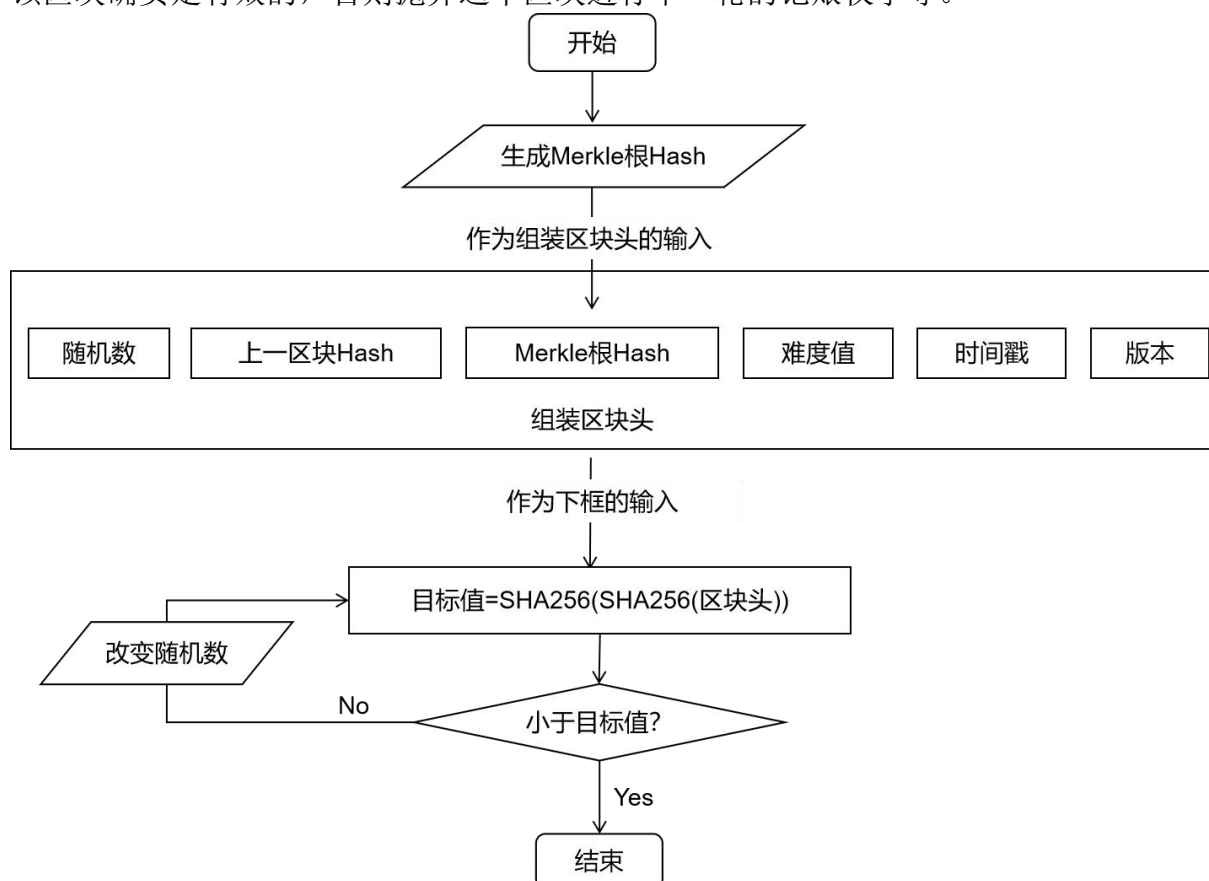 开始
生成Merkle根Hash
作为组装区块头的输入
随机数 上一区块Hash Merkle根Hash 难度值 时间戳 版本
组装区块头
作为下框的输入
目标值=SHA256(SHA256(区块头))
改变随机数
No
小于目标值?
Yes
结束